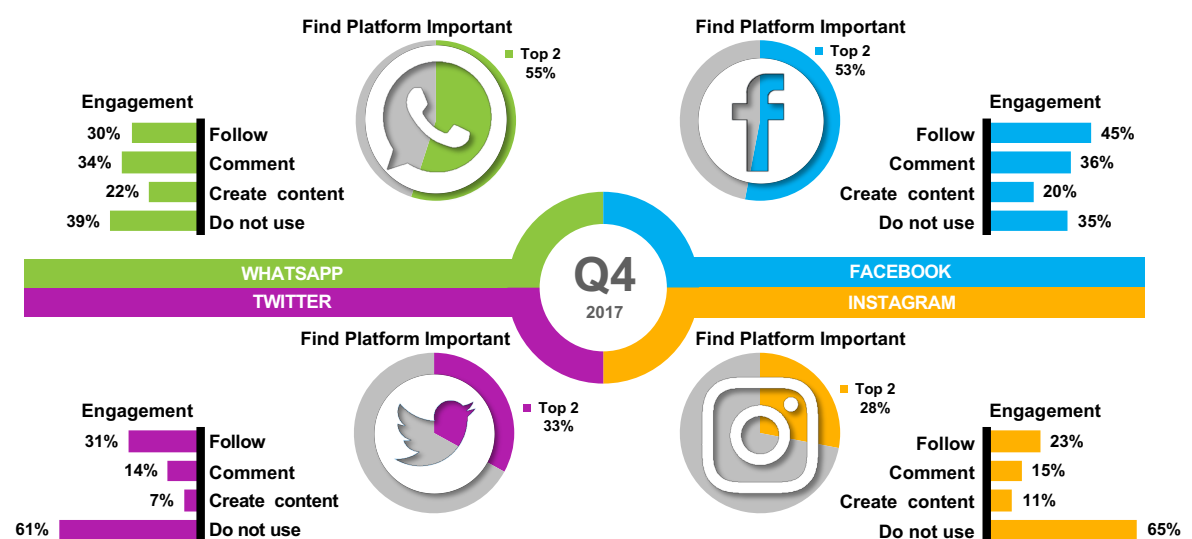 Find Platform Important
Top 2
55%
Engagement
30% Follow
34% Comment
22% Create content
39% Do not use
Find Platform Important
Top 2
53%
Engagement
Follow 45%
Comment 36%
Create content 20%
Do not use 35%
WHATSAPP
FACEBOOK
Q4
2017
TWITTER
INSTAGRAM
Find Platform Important
Top 2
33%
Engagement
31% Follow
14% Comment
7% Create content
61% Do not use
Find Platform Important
Top 2
28%
Engagement
Follow 23%
Comment 15%
Create content 11%
Do not use 65%